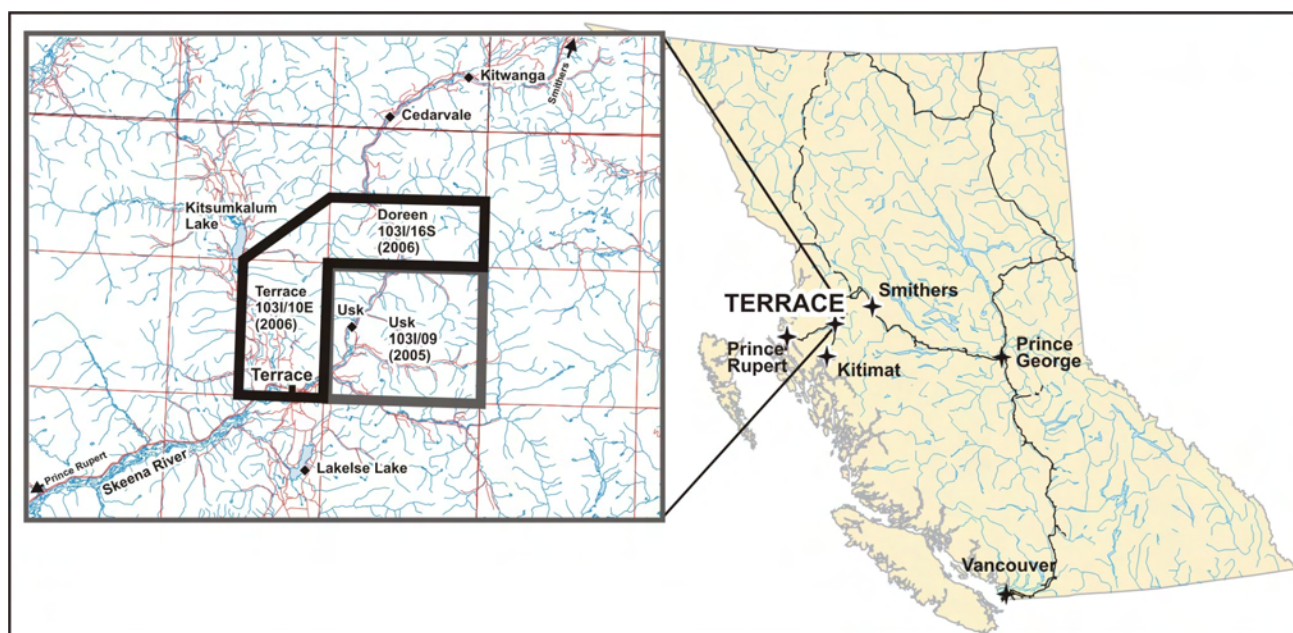 Kitwanga
Smithers
Cedarvale
Kitsumkalum
Lake
Doreen
103I/16S
(2006)
Terrace
103I/10E
(2006)
Usk
Usk
103I/09
(2005)
Terrace
Lakelse Lake
Prince Rupert
Skeena River
TERRACE
Smithers
Prince
Rupert
Kitimat
Prince
George
Vancouver